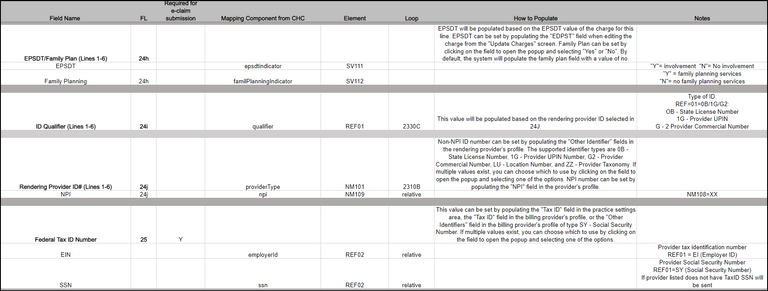 Field Name FL Required for e-claim submission Mapping Component from CHC Element Loop How to Populate Notes
EPSDT/Family Plan (Lines 1-6) 24h
EPSDT will be populated based on the EPSDT value of the charge for this
line. EPSDT can be set by populating the "EDPST" field when editing the
charge from the "Update Charges" screen. Family Plan can be set by
clicking on the field to open the popup and selecting "Yes" or "No". By
default, the system will populate the family plan field with a value of no.
EPSDT epsdtIndicator SV111 "Y"= involvement "N"= No involvement
Family Planning 24h familPlanningIndicator SV112
"Y" = family planning services
"N"= no family planning services
ID Qualifier (Lines 1-6) 24i qualifier REF01 2330C
This value will be populated based on the rendering provider ID selected in
24J.
Type of ID.
REF=01=0B/1G/G2:
OB - State License Number
1G - Provider UPIN
G - 2 Provider Commercial Number
Rendering Provider ID# (Lines 1-6) 24j providerType NM101 2310B
Non-NPI ID number can be set by populating the "Other Identifier" fields in
the rendering provider's profile. The supported identifier types are 0B -
State License Number, 1G - Provider UPIN Number, G2 - Provider
Commercial Number, LU - Location Number, and ZZ - Provider Taxonomy. If
multiple values exist, you can choose which to use by clicking on the field to
open the popup and selecting one of the options. NPI number can be set by
populating the "NPI" field in the provider's profile.
NPI 24j npi NM109 relative NM108=XX
Federal Tax ID Number 25 Y
This value can be set by populating the "Tax ID" field in the practice settings
area, the "Tax ID" field in the billing provider's profile, or the "Other
Identifiers" field in the billing provider's profile of type SY - Social Security
Number. If multiple values exist, you can choose which to use by clicking on
the field to open the popup and selecting one of the options.
EIN employerId REF02 relative
Provider tax identification number
REF01 = EI (Employer ID)
SSN ssn REF02 relative
Provider Social Security Number
REF01=SY (Social Security Number)
If provider listed does not have TaxID SSN will
be sent